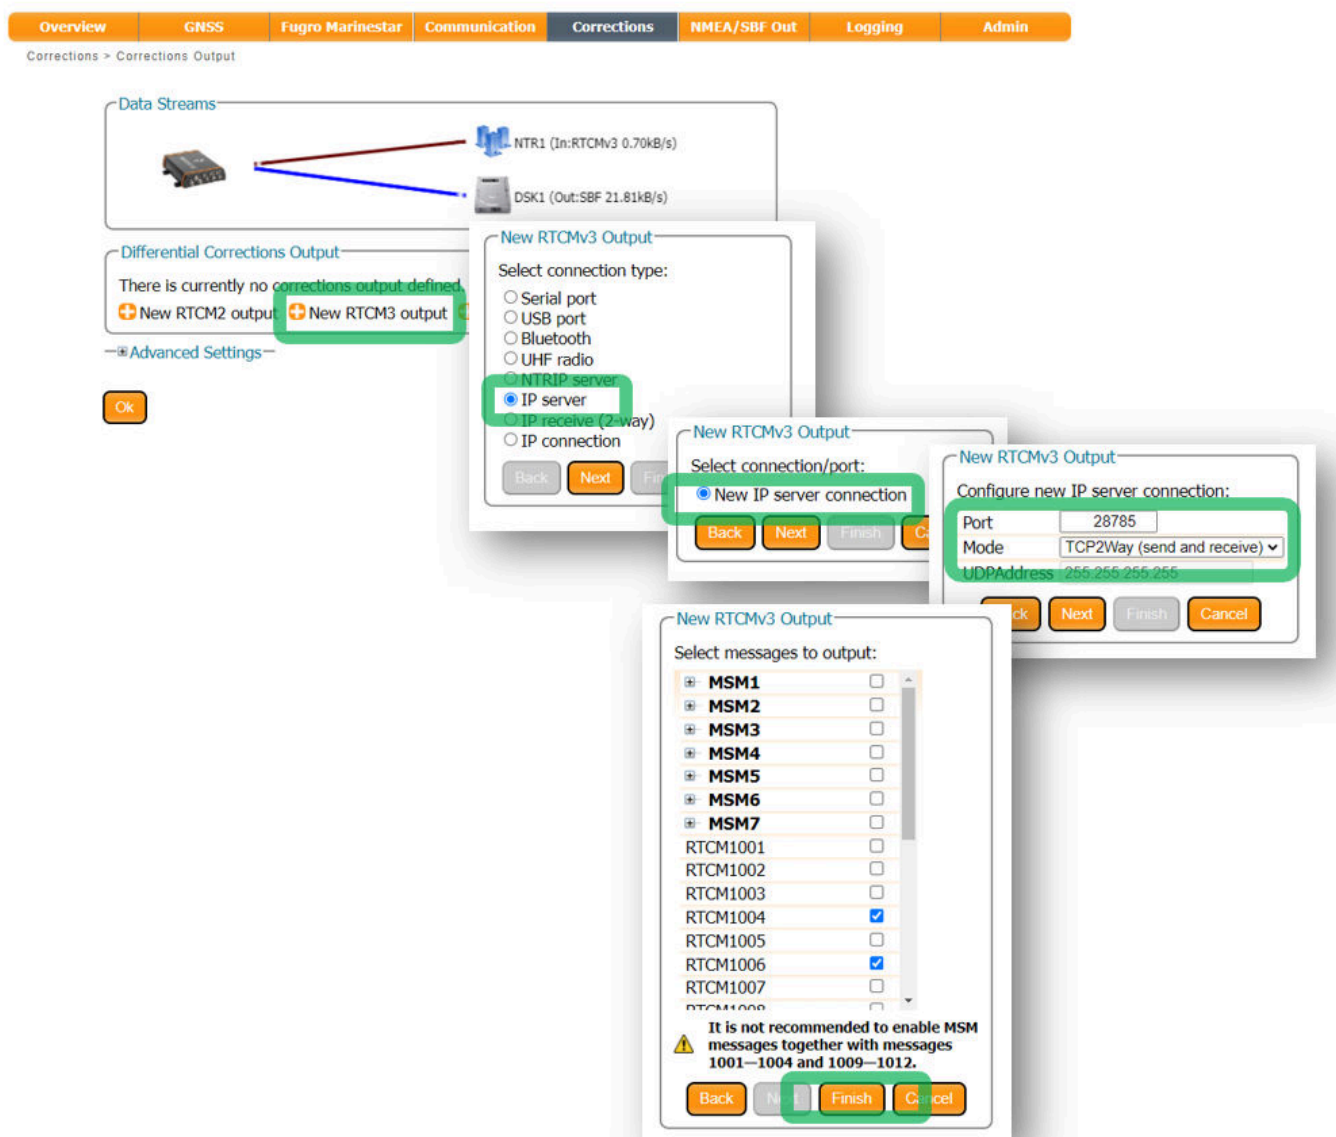 Overview GNSS Fugro Marinestar Communication Corrections NMEA/SBF Out Logging Admin
Corrections > Corrections Output
Data Streams
NTR1 (In:RTCMv3 0.70kB/s)
DSK1 (Out:SBF 21.81kB/s)
Differential Corrections Output
There is currently no corrections output defined.
New RTCM2 output New RTCM3 output
Advanced Settings
Ok
New RTCMv3 Output
Select connection type:
Serial port
USB port
Bluetooth
UHF radio
NTRIP server
IP server
IP receive (2-way)
IP connection
Back Next Fin
New RTCMv3 Output
Select connection/port:
New IP server connection
Back Next Finish Ca
New RTCMv3 Output
Configure new IP server connection:
Port 28785
Mode TCP2Way (send and receive)
UDPAddress 255.255.255.255
ck Next Finish Cancel
New RTCMv3 Output
Select messages to output:
MSM1
MSM2
MSM3
MSM4
MSM5
MSM6
MSM7
RTCM1001
RTCM1002
RTCM1003
RTCM1004
RTCM1005
RTCM1006
RTCM1007
RTCM1008
It is not recommended to enable MSM
messages together with messages
1001—1004 and 1009—1012.
Back Next Finish Cancel